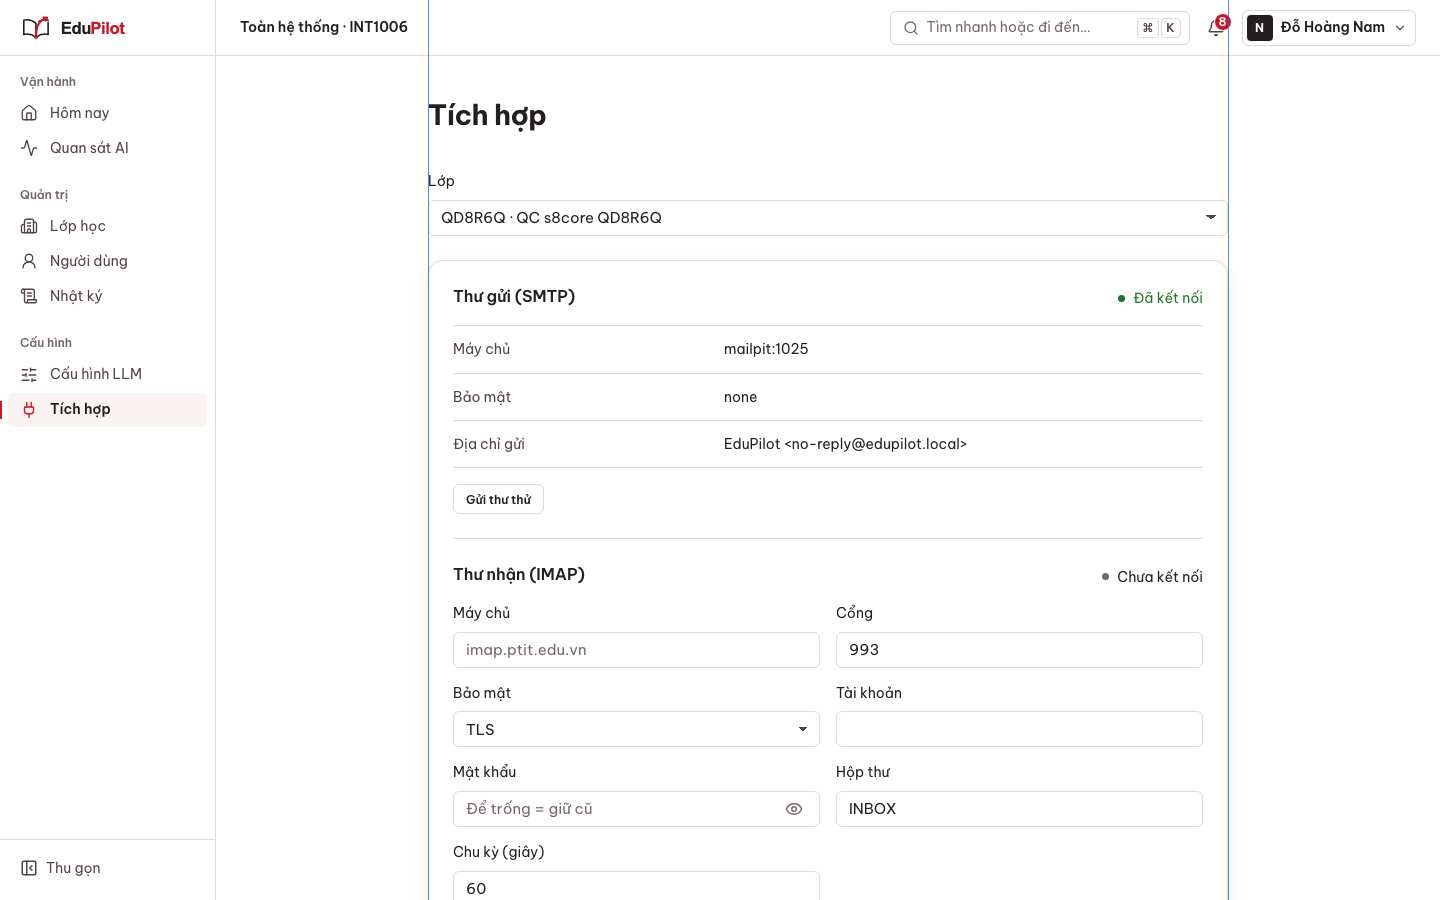 EduPilot
Toàn hệ thống · INT1006
Tìm nhanh hoặc đi đến...
⌘ K
8
N
Đỗ Hoàng Nam
Vận hành
Hôm nay
Quan sát AI
Quản trị
Lớp học
Người dùng
Nhật ký
Cấu hình
Cấu hình LLM
Tích hợp
Thu gọn
Tích hợp
Lớp
QD8R6Q · QC s8core QD8R6Q
Thư gửi (SMTP)
Đã kết nối
Máy chủ
mailpit:1025
Bảo mật
none
Địa chỉ gửi
EduPilot <no-reply@edupilot.local>
Gửi thư thử
Thư nhận (IMAP)
Chưa kết nối
Máy chủ
Cổng
imap.ptit.edu.vn
993
Bảo mật
Tài khoản
TLS
Mật khẩu
Hộp thư
Để trống = giữ cũ
INBOX
Chu kỳ (giây)
60